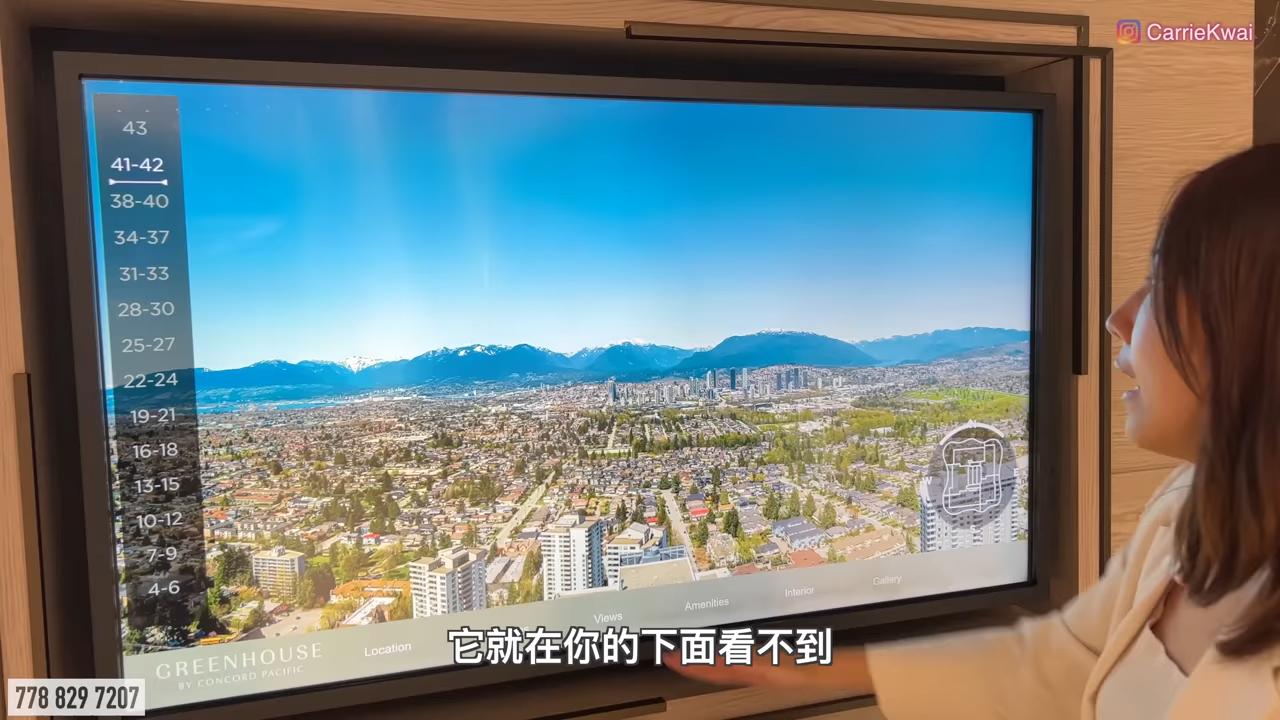 CarrieKwai
43
41-42
38-40
34-37
31-33
28-30
25-27
22-24
19-21
16-18
13-15
10-12
7-9
4-6
GREENHOUSE
BY CONCORD PACIFIC
Location
Views
Amenities
Interior
Gallery
它就在你的下面看不到
778 829 7207